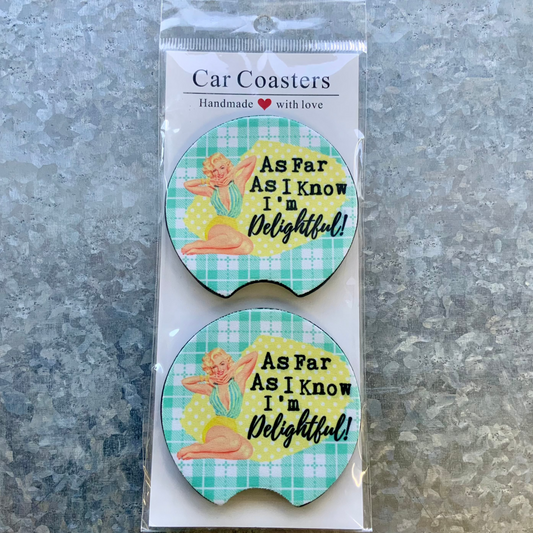 Car Coasters
Handmade ❤ with love
As Far
As I Know
I'm
Delightful!
As Far
As I Know
I'm
Delightful!